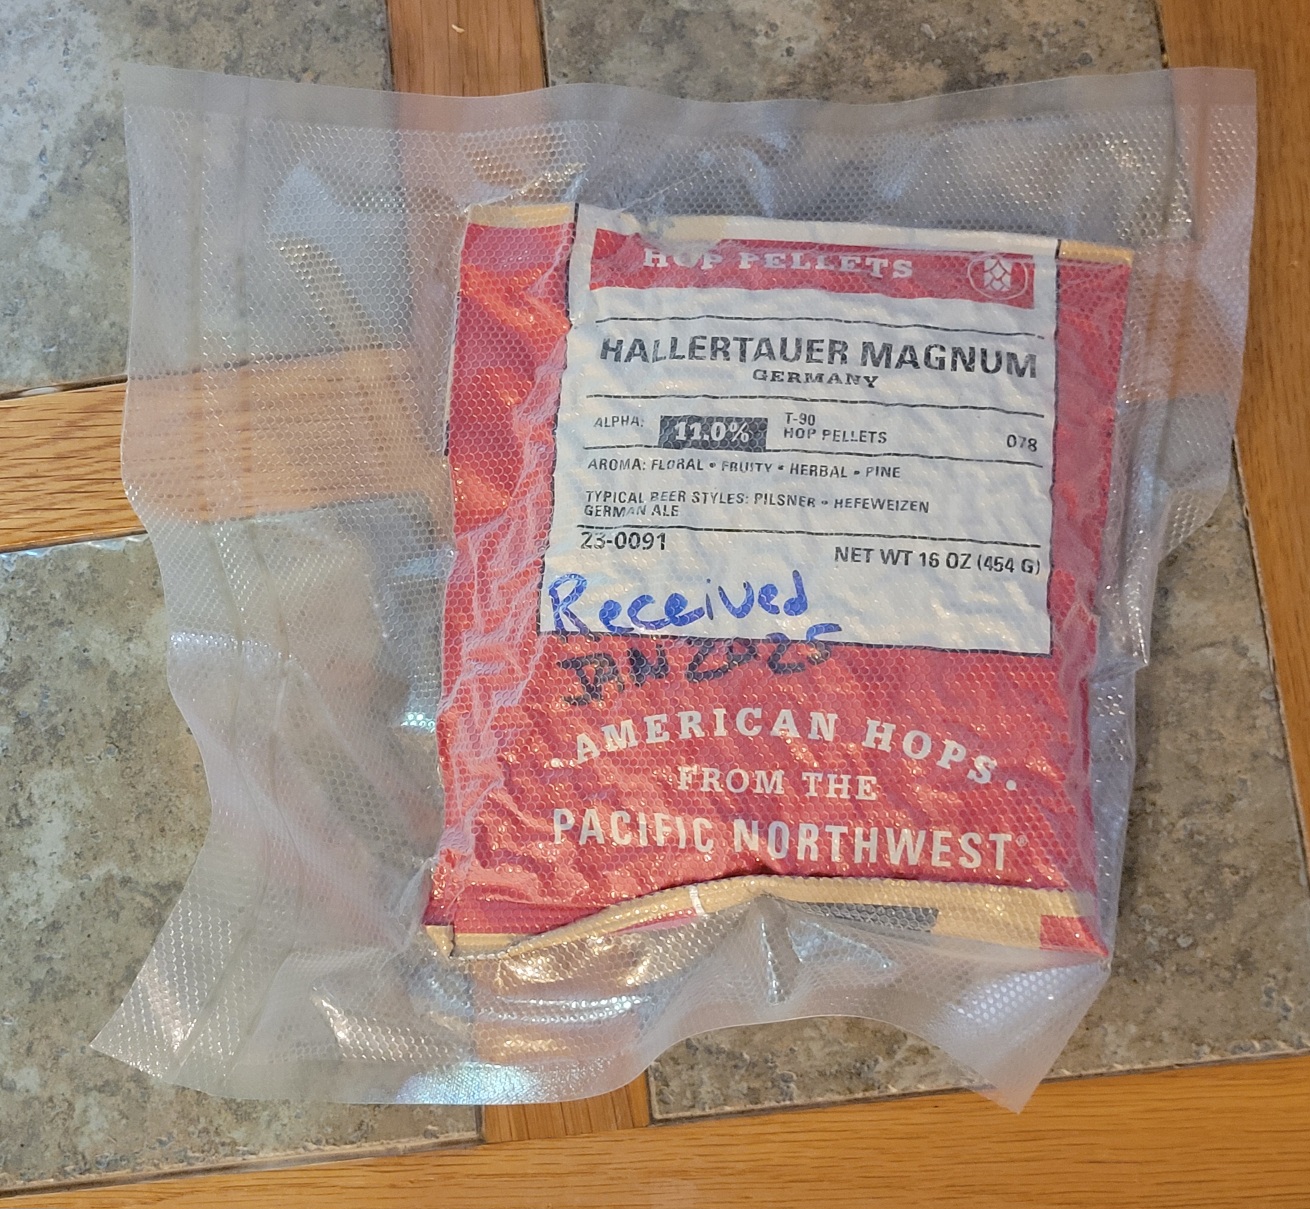 HOP PELLETS
HALLERTAUER MAGNUM
GERMANY
ALPHA: 11.0% T-90
HOP PELLETS 078
AROMA: FLORAL • FRUITY • HERBAL • PINE
TYPICAL BEER STYLES: PILSNER • HEFEWEIZEN
GERMAN ALE
23-0091
NET WT 16 OZ (454 G)
Received
JAN 2025
• AMERICAN HOPS •
FROM THE
PACIFIC NORTHWEST®